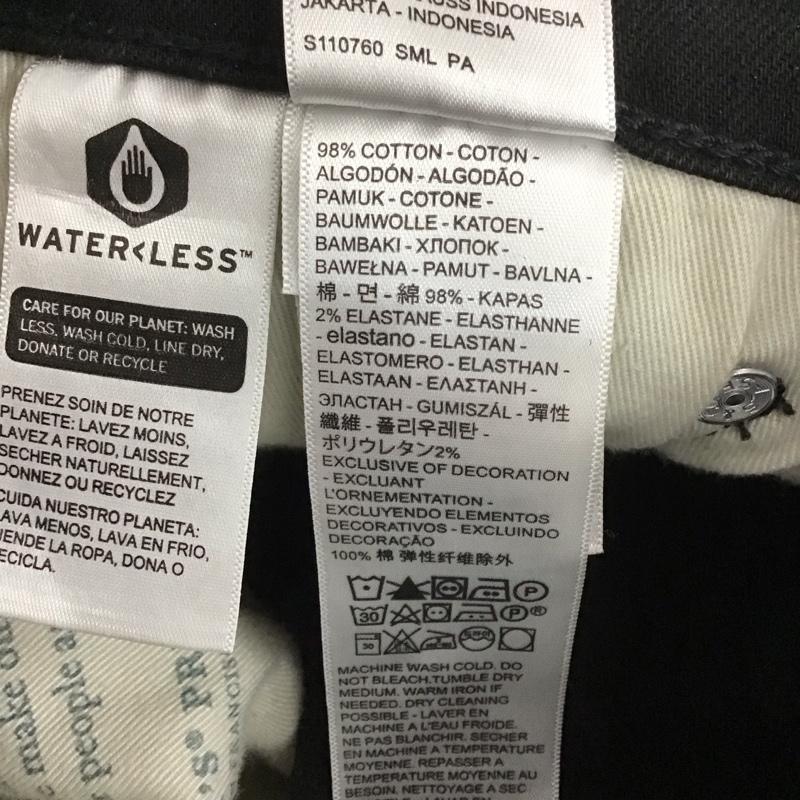 JAKARTA - INDONESIA
S110760 SML PA
WATER<LESS™
CARE FOR OUR PLANET: WASH
LESS, WASH COLD, LINE DRY,
DONATE OR RECYCLE
PRENEZ SOIN DE NOTRE
PLANETE: LAVEZ MOINS,
LAVEZ A FROID, LAISSEZ
SECHER NATURELLEMENT,
DONNEZ OU RECYCLEZ
CUIDA NUESTRO PLANETA:
LAVA MENOS, LAVA EN FRIO,
TIENDE LA ROPA, DONA O
RECICLA.
98% COTTON - COTON -
ALGODÓN - ALGODÃO -
PAMUK - COTONE -
BAUMWOLLE - KATOEN -
BAMBAKI - ХЛОПОК -
BAWEŁNA - PAMUT - BAVLNA -
棉 - 면 - 綿 98% - KAPAS
2% ELASTANE - ELASTHANNE
- elastano - ELASTAN -
ELASTOMERO - ELASTHAN -
ELASTAAN - ΕΛΑΣΤΑΝΗ -
ЭЛАСТАН - GUMISZÁL - 彈性
纖維 - 폴리우레탄 -
ポリウレタン2%
EXCLUSIVE OF DECORATION
- EXCLUANT
L'ORNEMENTATION -
EXCLUYENDO ELEMENTOS
DECORATIVOS - EXCLUINDO
DECORAÇÃO
100% 棉 弹性纤维除外
P
30 P®
30
MACHINE WASH COLD. DO
NOT BLEACH.TUMBLE DRY
MEDIUM. WARM IRON IF
NEEDED. DRY CLEANING
POSSIBLE - LAVER EN
MACHINE A L'EAU FROIDE.
NE PAS BLANCHIR. SECHER
EN MACHINE A TEMPERATURE
MOYENNE. REPASSER A
TEMPERATURE MOYENNE AU
BESOIN. NETTOYAGE A SEC
make ou
people a
'S® PR